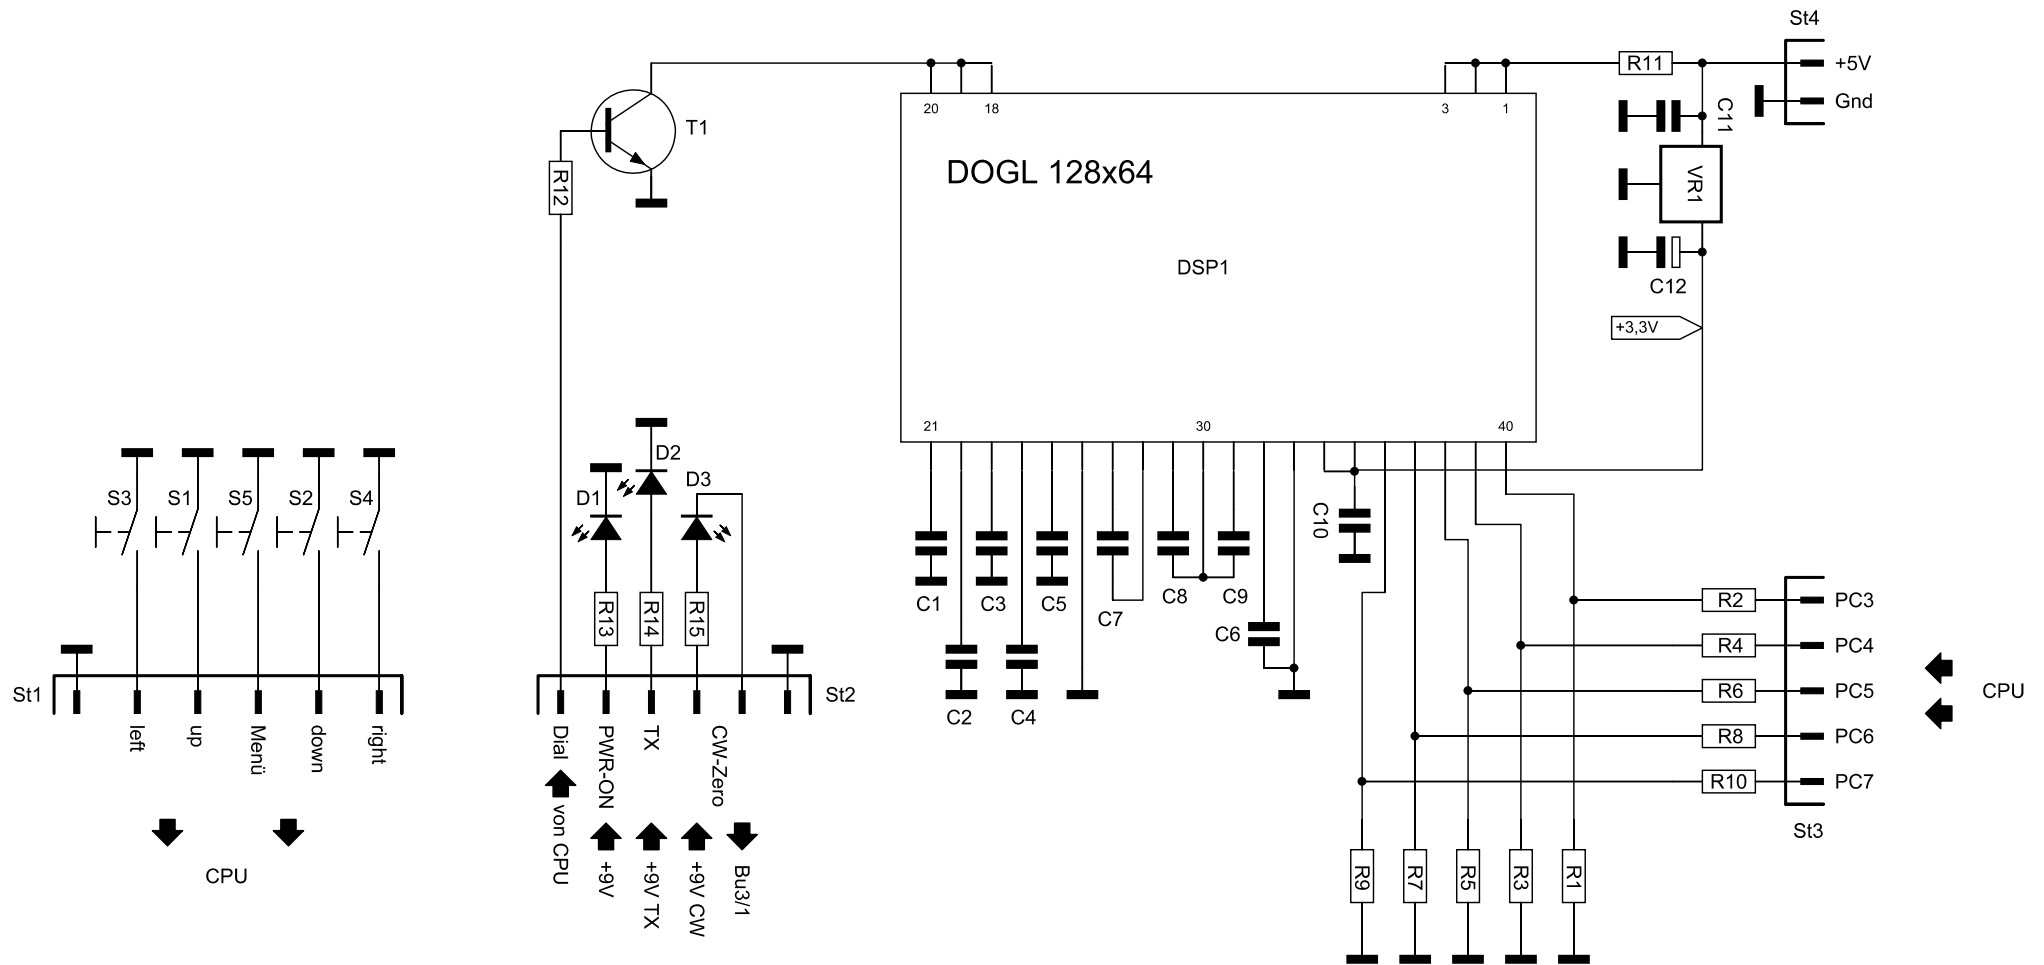 St4
R11
+5V
20
18
3
1
Gnd
C11
T1
DOGL 128x64
R12
VR1
DSP1
C12
+3,3V
21
30
40
D2
D3
D1
S3
S1
S5
S2
S4
C10
C1
C3
C5
C7
C8
C9
C6
C2
C4
R13
R14
R15
R2
PC3
R4
PC4
R6
PC5
R8
PC6
R10
PC7
CPU
St3
St1
left
up
Menü
down
right
CPU
St2
Dial
PWR-ON
TX
CW-Zero
von CPU
+9V
+9V TX
+9V CW
Bu3/1
R9
R7
R5
R3
R1